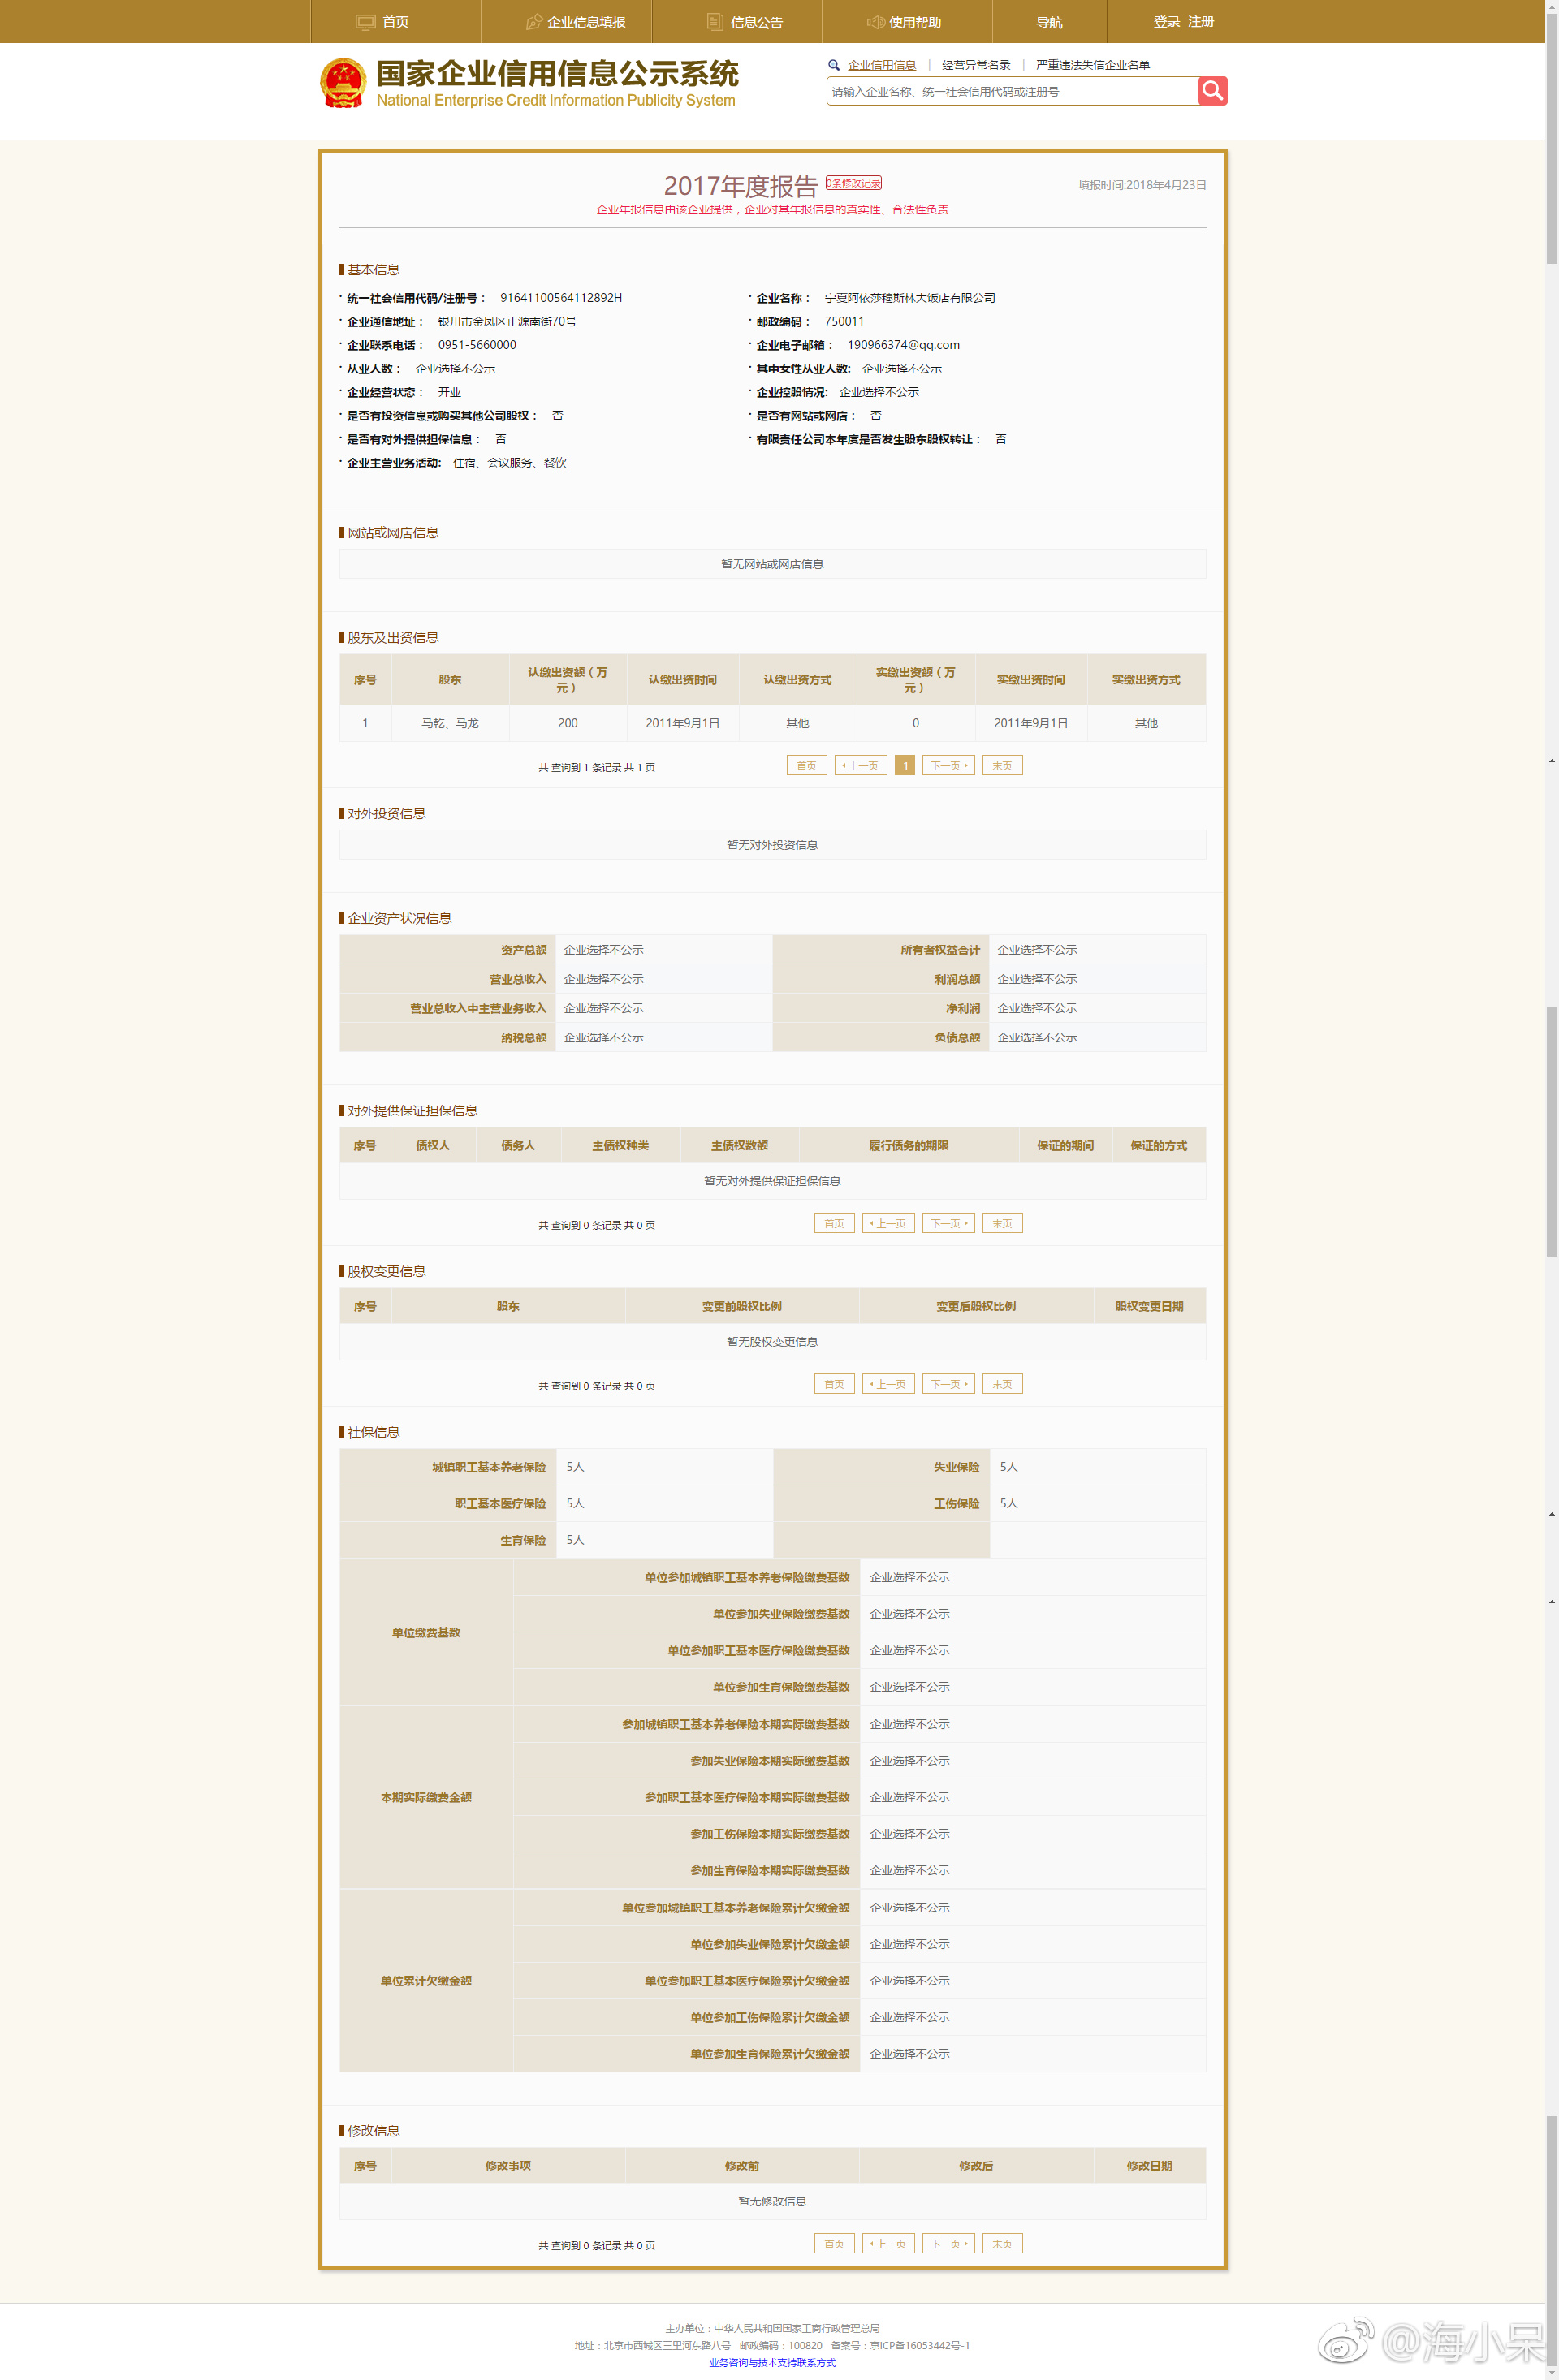 首页 企业信息填报 信息公告 使用帮助 导航 登录 注册
国家企业信用信息公示系统
National Enterprise Credit Information Publicity System
企业信用信息 | 经营异常名录 | 严重违法失信企业名单
请输入企业名称、统一社会信用代码或注册号
2017年度报告 0条修改记录 填报时间:2018年4月23日
企业年报信息由该企业提供，企业对其年报信息的真实性、合法性负责
基本信息
· 统一社会信用代码/注册号： 91641100564112892H · 企业名称： 宁夏阿依莎穆斯林大饭店有限公司
· 企业通信地址： 银川市金凤区正源南街70号 · 邮政编码： 750011
· 企业联系电话： 0951-5660000 · 企业电子邮箱： 190966374@qq.com
· 从业人数： 企业选择不公示 · 其中女性从业人数: 企业选择不公示
· 企业经营状态： 开业 · 企业控股情况: 企业选择不公示
· 是否有投资信息或购买其他公司股权： 否 · 是否有网站或网店： 否
· 是否有对外提供担保信息： 否 · 有限责任公司本年度是否发生股东股权转让： 否
· 企业主营业务活动: 住宿、会议服务、餐饮
网站或网店信息
暂无网站或网店信息
股东及出资信息
序号 股东 认缴出资额（万元） 认缴出资时间 认缴出资方式 实缴出资额（万元） 实缴出资时间 实缴出资方式
1 马乾、马龙 200 2011年9月1日 其他 0 2011年9月1日 其他
共 查询到 1 条记录 共 1 页 首页 上一页 1 下一页 末页
对外投资信息
暂无对外投资信息
企业资产状况信息
资产总额 企业选择不公示 所有者权益合计 企业选择不公示
营业总收入 企业选择不公示 利润总额 企业选择不公示
营业总收入中主营业务收入 企业选择不公示 净利润 企业选择不公示
纳税总额 企业选择不公示 负债总额 企业选择不公示
对外提供保证担保信息
序号 债权人 债务人 主债权种类 主债权数额 履行债务的期限 保证的期间 保证的方式
暂无对外提供保证担保信息
共 查询到 0 条记录 共 0 页 首页 上一页 下一页 末页
股权变更信息
序号 股东 变更前股权比例 变更后股权比例 股权变更日期
暂无股权变更信息
共 查询到 0 条记录 共 0 页 首页 上一页 下一页 末页
社保信息
城镇职工基本养老保险 5人 失业保险 5人
职工基本医疗保险 5人 工伤保险 5人
生育保险 5人
单位缴费基数
单位参加城镇职工基本养老保险缴费基数 企业选择不公示
单位参加失业保险缴费基数 企业选择不公示
单位参加职工基本医疗保险缴费基数 企业选择不公示
单位参加生育保险缴费基数 企业选择不公示
本期实际缴费金额
参加城镇职工基本养老保险本期实际缴费基数 企业选择不公示
参加失业保险本期实际缴费基数 企业选择不公示
参加职工基本医疗保险本期实际缴费基数 企业选择不公示
参加工伤保险本期实际缴费基数 企业选择不公示
参加生育保险本期实际缴费基数 企业选择不公示
单位累计欠缴金额
单位参加城镇职工基本养老保险累计欠缴金额 企业选择不公示
单位参加失业保险累计欠缴金额 企业选择不公示
单位参加职工基本医疗保险累计欠缴金额 企业选择不公示
单位参加工伤保险累计欠缴金额 企业选择不公示
单位参加生育保险累计欠缴金额 企业选择不公示
修改信息
序号 修改事项 修改前 修改后 修改日期
暂无修改信息
共 查询到 0 条记录 共 0 页 首页 上一页 下一页 末页
主办单位：中华人民共和国国家工商行政管理总局
地址：北京市西城区三里河东路八号 邮政编码：100820 备案号：京ICP备16053442号-1
业务咨询与技术支持联系方式
@海小呆